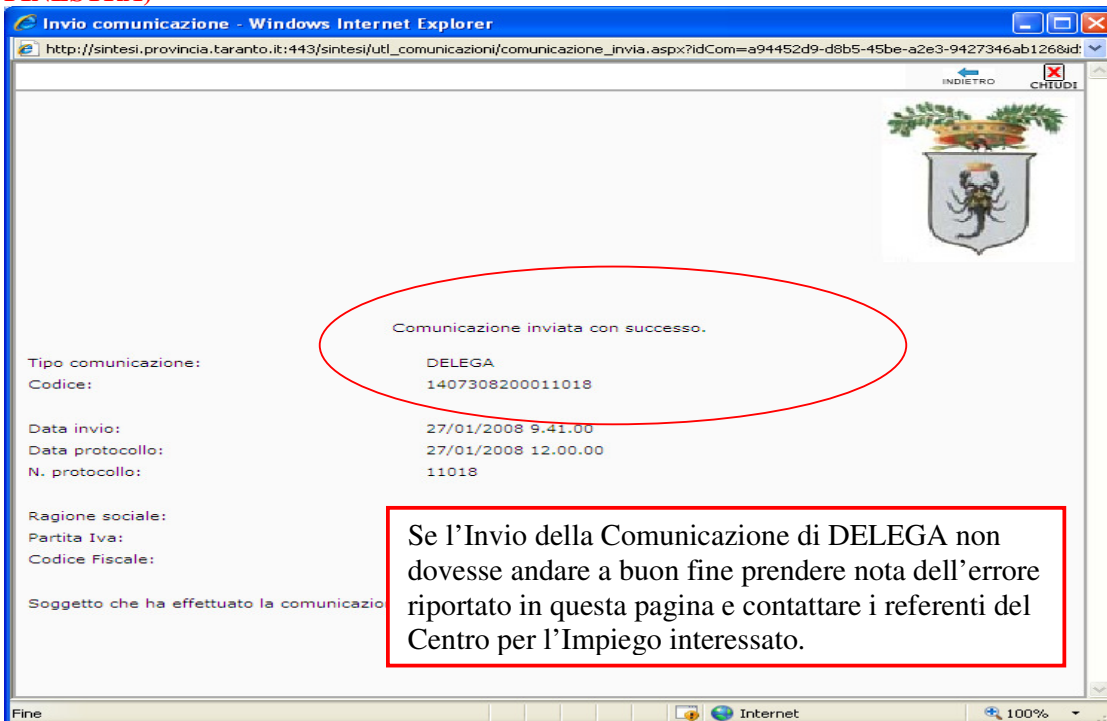 Invio comunicazione - Windows Internet Explorer
http://sintesi.provincia.taranto.it:443/sintesi/utl_comunicazioni/comunicazione_invia.aspx?idCom=a94452d9-d8b5-45be-a2e3-9427346ab126&id:
INDIETRO CHIUDI
Comunicazione inviata con successo.
Tipo comunicazione: DELEGA
Codice: 1407308200011018
Data invio: 27/01/2008 9.41.00
Data protocollo: 27/01/2008 12.00.00
N. protocollo: 11018
Ragione sociale:
Partita Iva:
Codice Fiscale:
Soggetto che ha effettuato la comunicazio
Se l’Invio della Comunicazione di DELEGA non
dovesse andare a buon fine prendere nota dell’errore
riportato in questa pagina e contattare i referenti del
Centro per l’Impiego interessato.
Fine Internet 100%